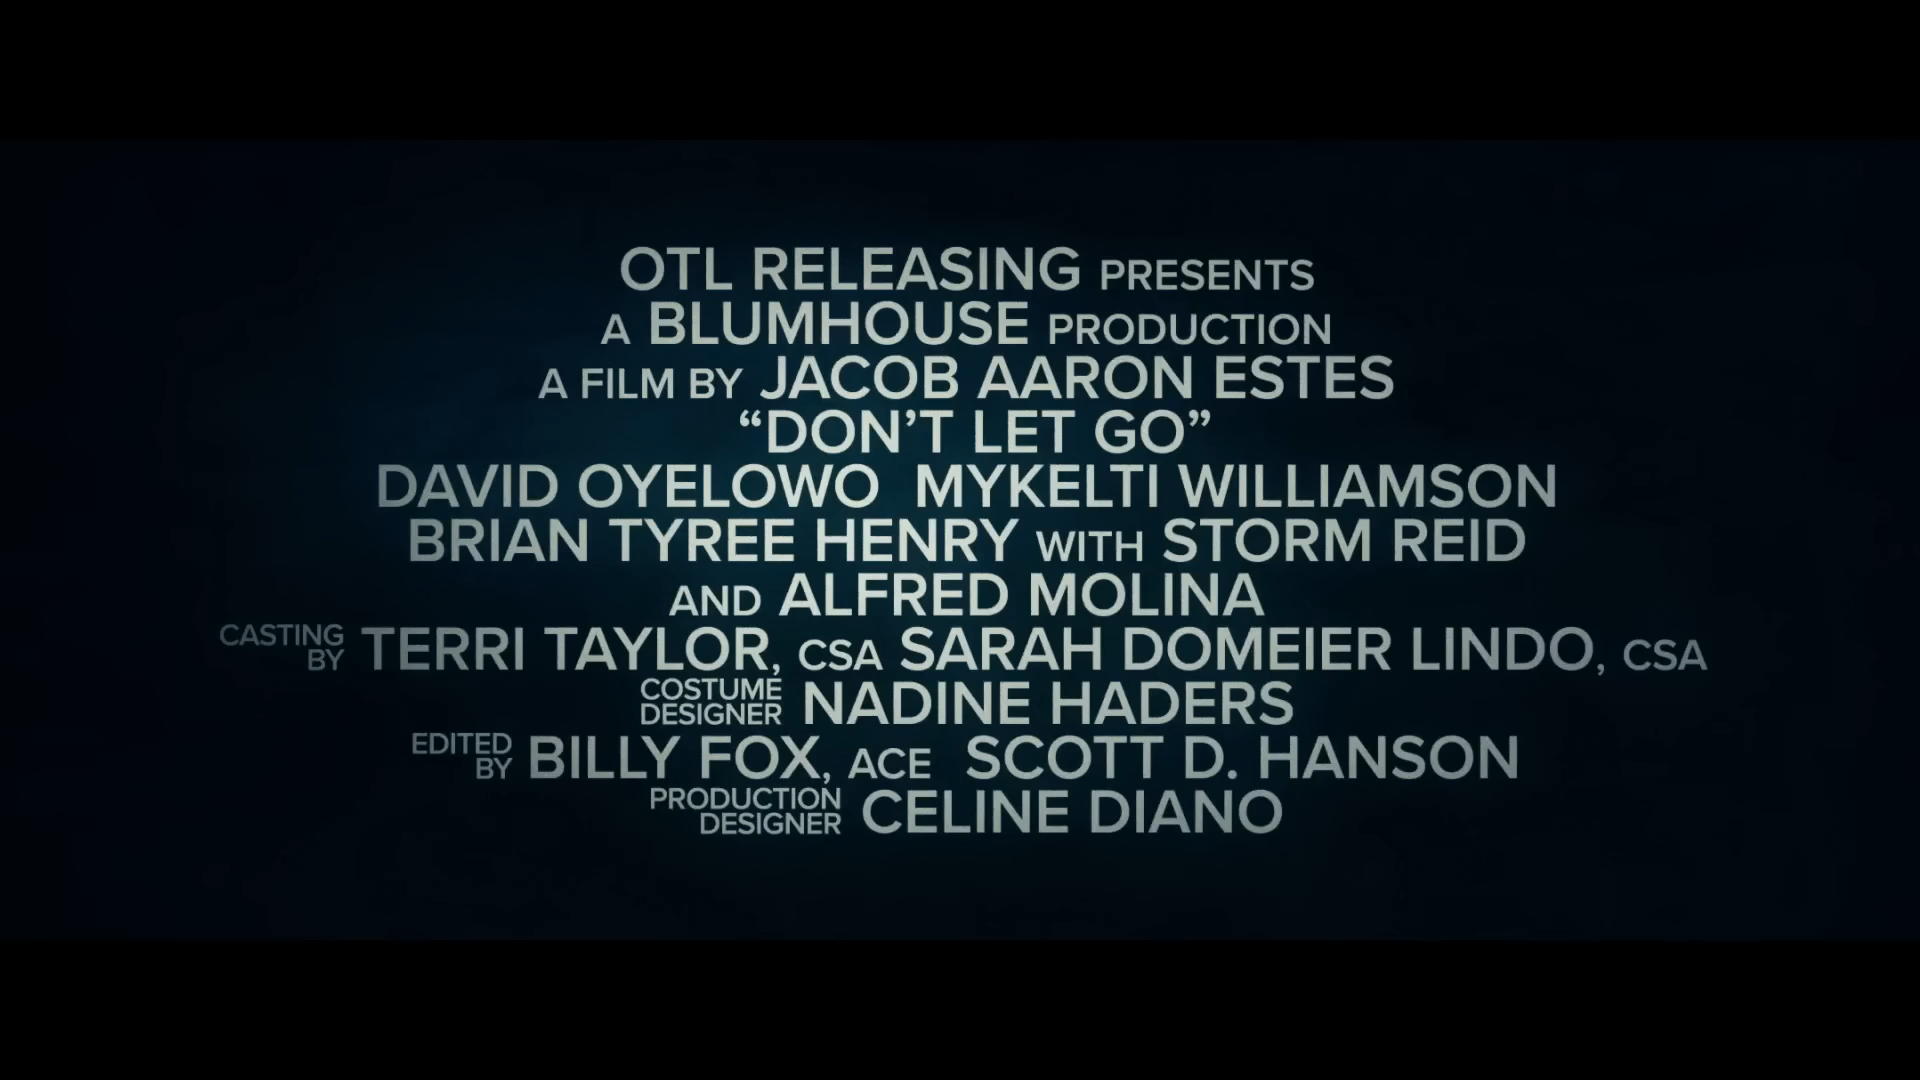 OTL RELEASING PRESENTS
A BLUMHOUSE PRODUCTION
A FILM BY JACOB AARON ESTES
“DON’T LET GO”
DAVID OYELOWO MYKELTI WILLIAMSON
BRIAN TYREE HENRY WITH STORM REID
AND ALFRED MOLINA
CASTING BY TERRI TAYLOR, CSA SARAH DOMEIER LINDO, CSA
COSTUME DESIGNER NADINE HADERS
EDITED BY BILLY FOX, ACE SCOTT D. HANSON
PRODUCTION DESIGNER CELINE DIANO